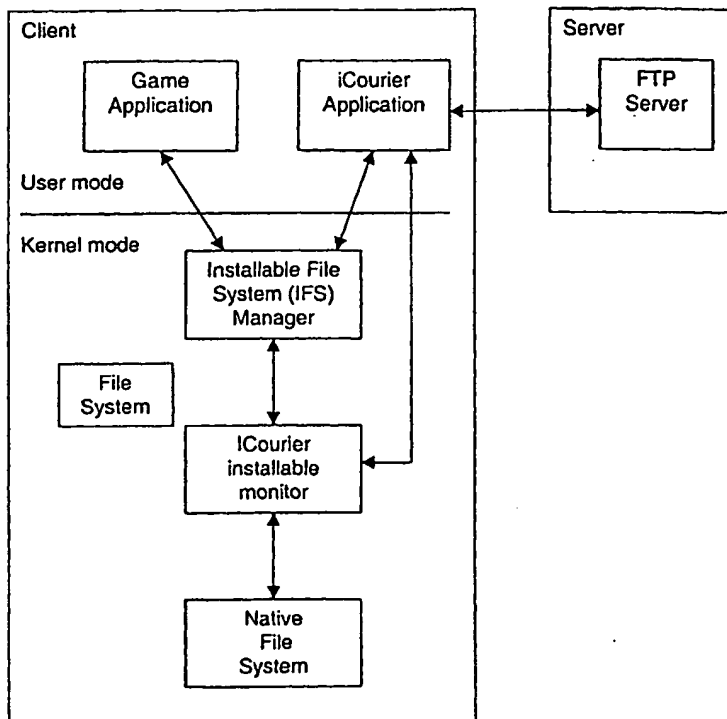 Client
Server
Game
Application
iCourier
Application
FTP
Server
User mode
Kernel mode
Installable File
System (IFS)
Manager
File
System
ICourier
installable
monitor
Native
File
System